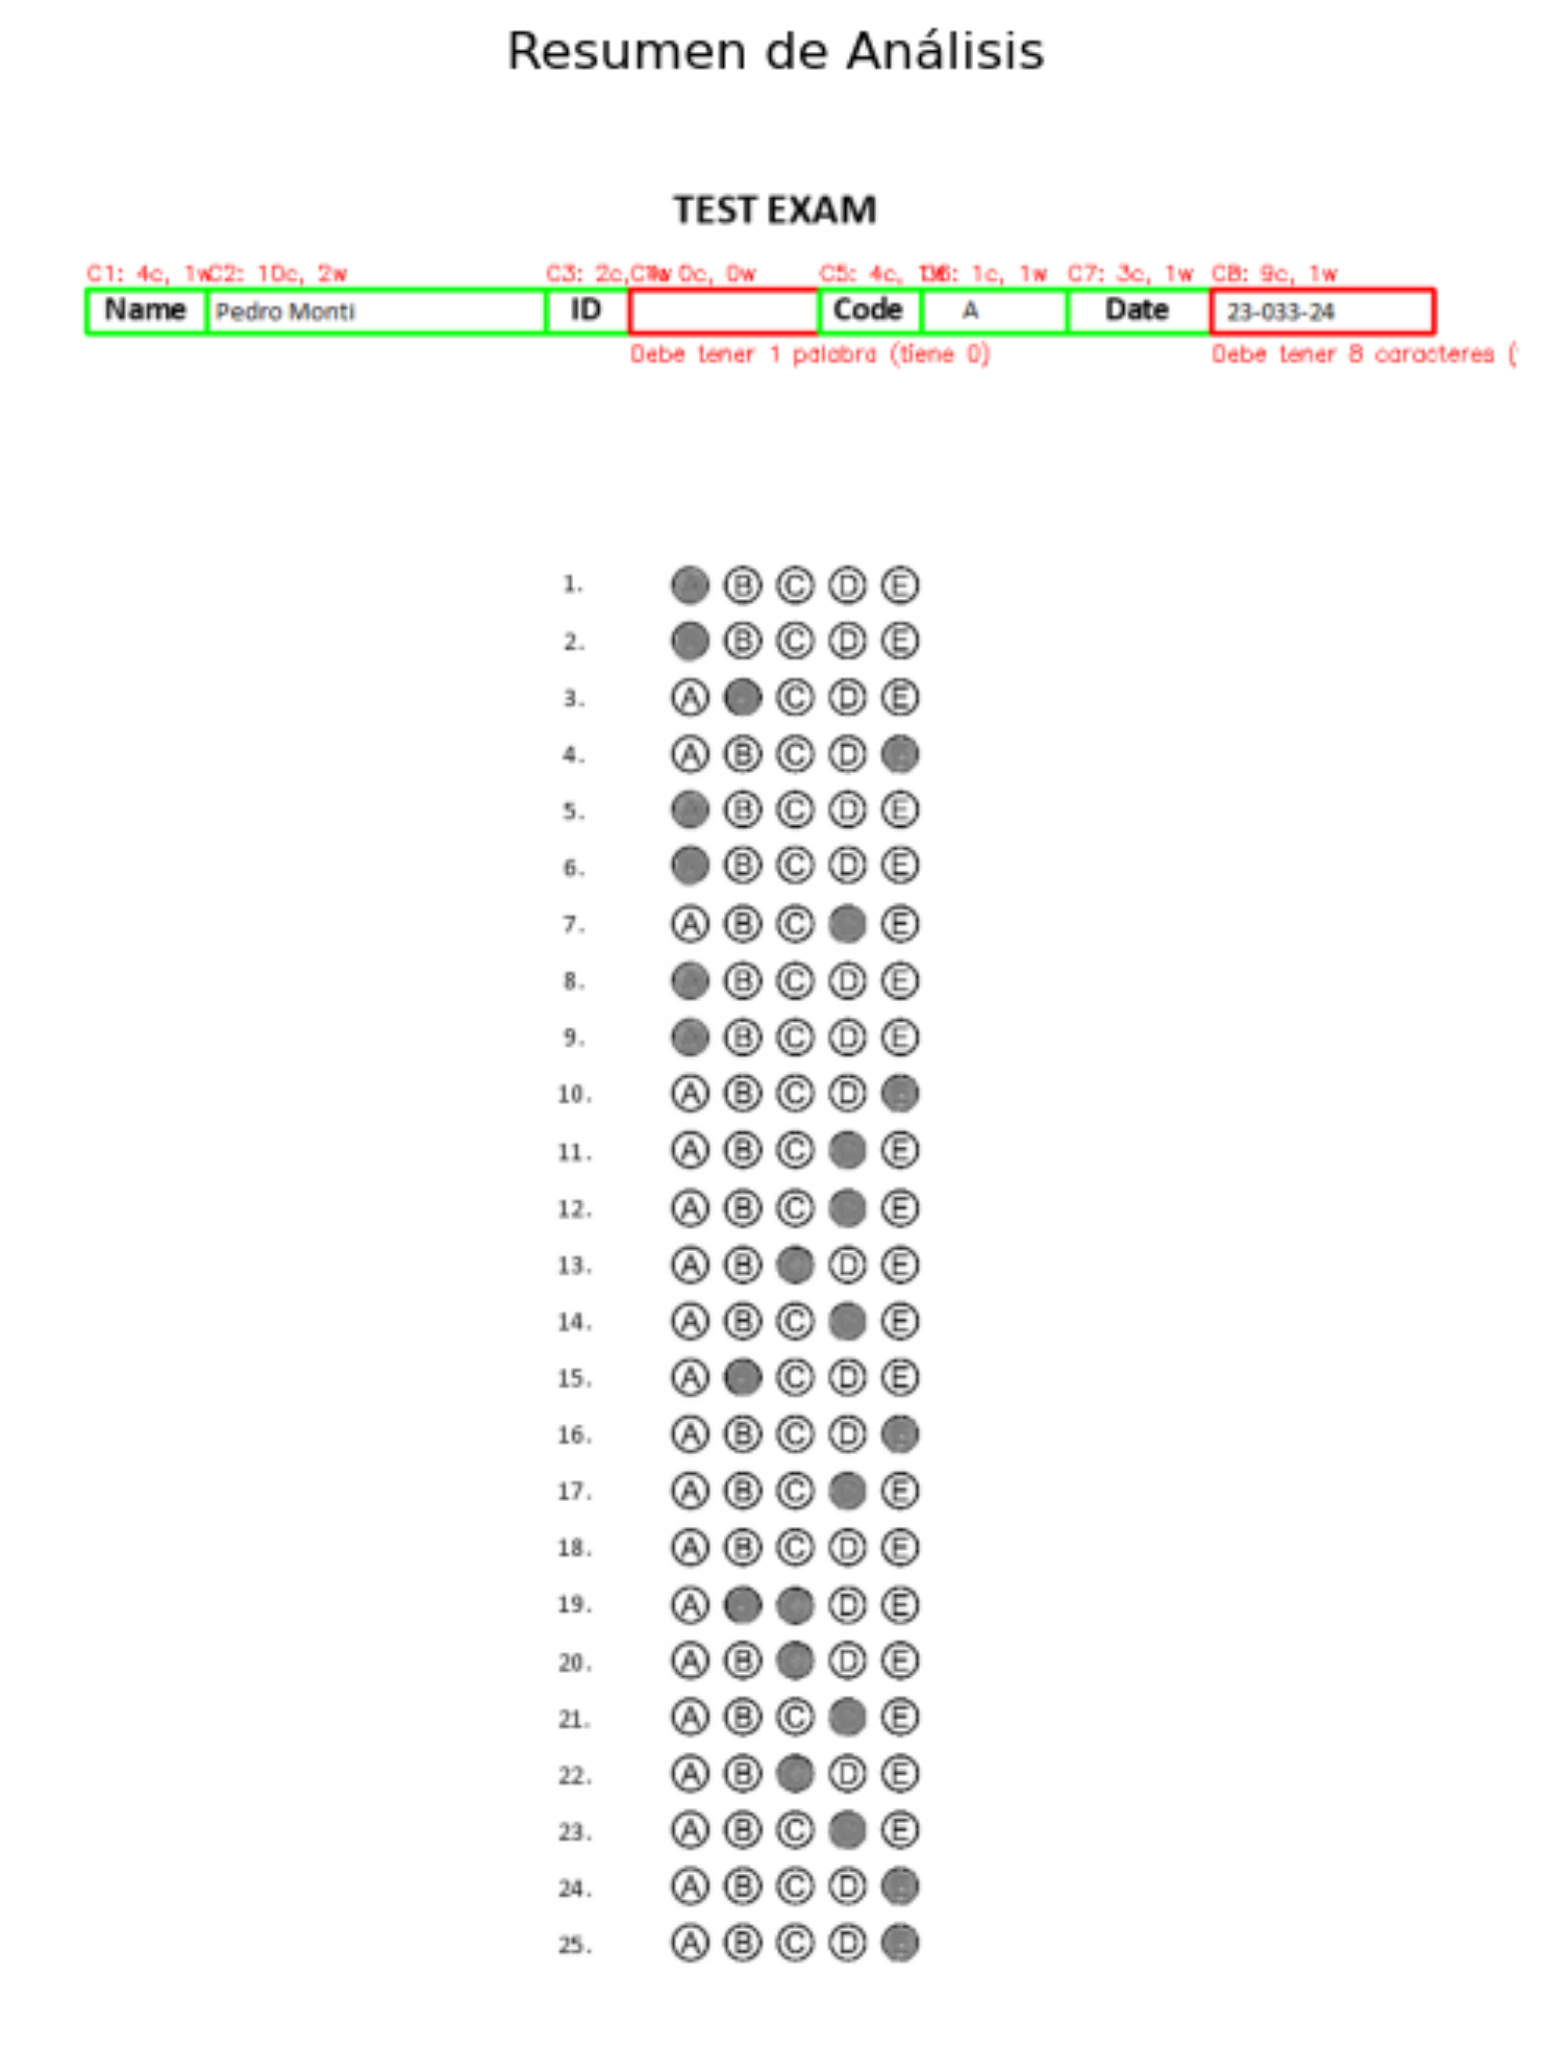 Resumen de Análisis
TEST EXAM
C1: 4c, 1w C2: 10c, 2w C3: 2c, 0c, 0w C5: 4c, 1c, 1w C7: 3c, 1w C8: 9c, 1w
Name Pedro Monti ID Code A Date 23-033-24
Debe tener 1 palabra (tiene 0) Debe tener 8 caracteres (
1. B C D E
2. B C D E
3. A C D E
4. A B C D
5. B C D E
6. B C D E
7. A B C E
8. B C D E
9. B C D E
10. A B C D
11. A B C E
12. A B C E
13. A B D E
14. A B C E
15. A C D E
16. A B C D
17. A B C E
18. A B C D E
19. A D E
20. A B D E
21. A B C E
22. A B D E
23. A B C E
24. A B C D
25. A B C D